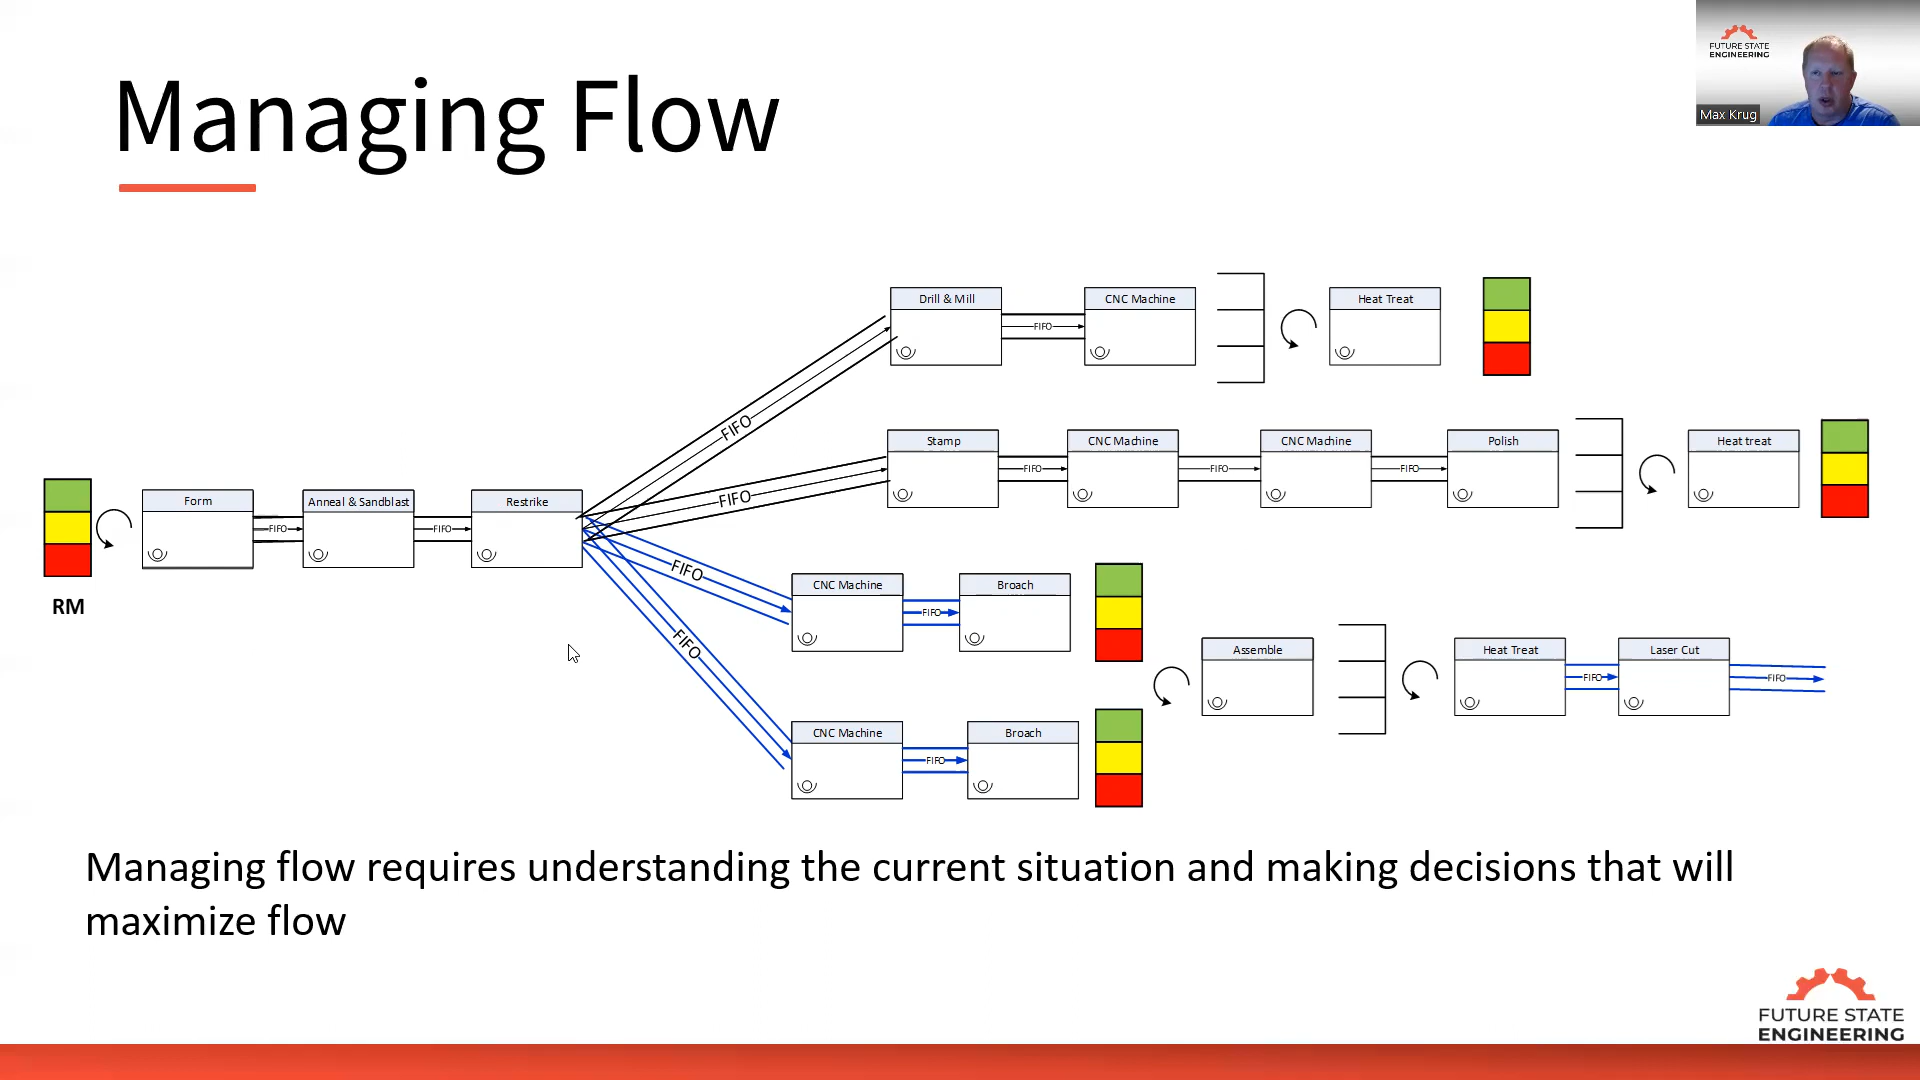 Managing Flow
FUTURE STATE
ENGINEERING
Max Krug
Drill & Mill
FIFO
CNC Machine
Heat Treat
FIFO
Stamp
FIFO
CNC Machine
FIFO
CNC Machine
FIFO
Polish
Heat treat
FIFO
RM
Form
FIFO
Anneal & Sandblast
FIFO
Restrike
FIFO
CNC Machine
FIFO
Broach
FIFO
CNC Machine
FIFO
Broach
Assemble
Heat Treat
FIFO
Laser Cut
FIFO
Managing flow requires understanding the current situation and making decisions that will
maximize flow
FUTURE STATE
ENGINEERING